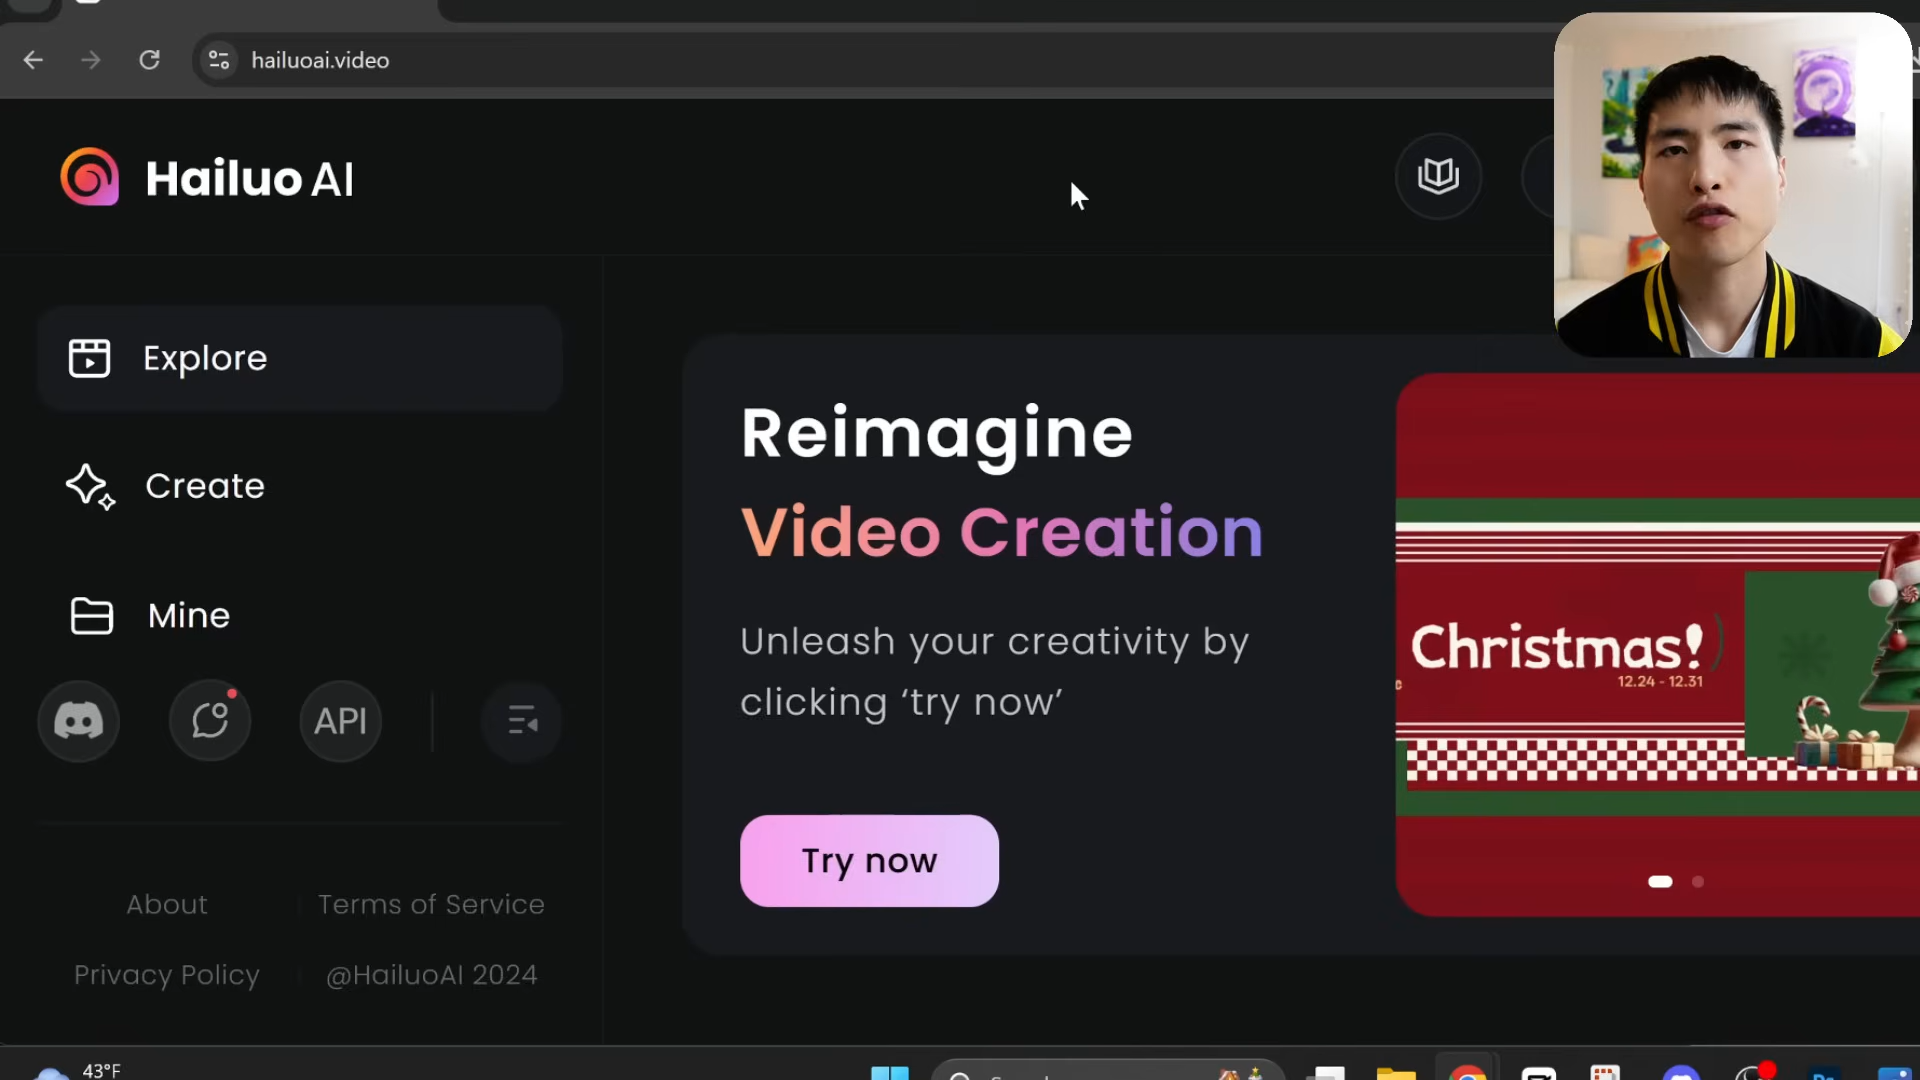 hailuoai.video
Hailuo AI
Explore
Create
Mine
API
About
Terms of Service
Privacy Policy
@HailuoAI 2024
Reimagine
Video Creation
Unleash your creativity by
clicking ‘try now’
Try now
Christmas!
12.24 - 12.31
43°F